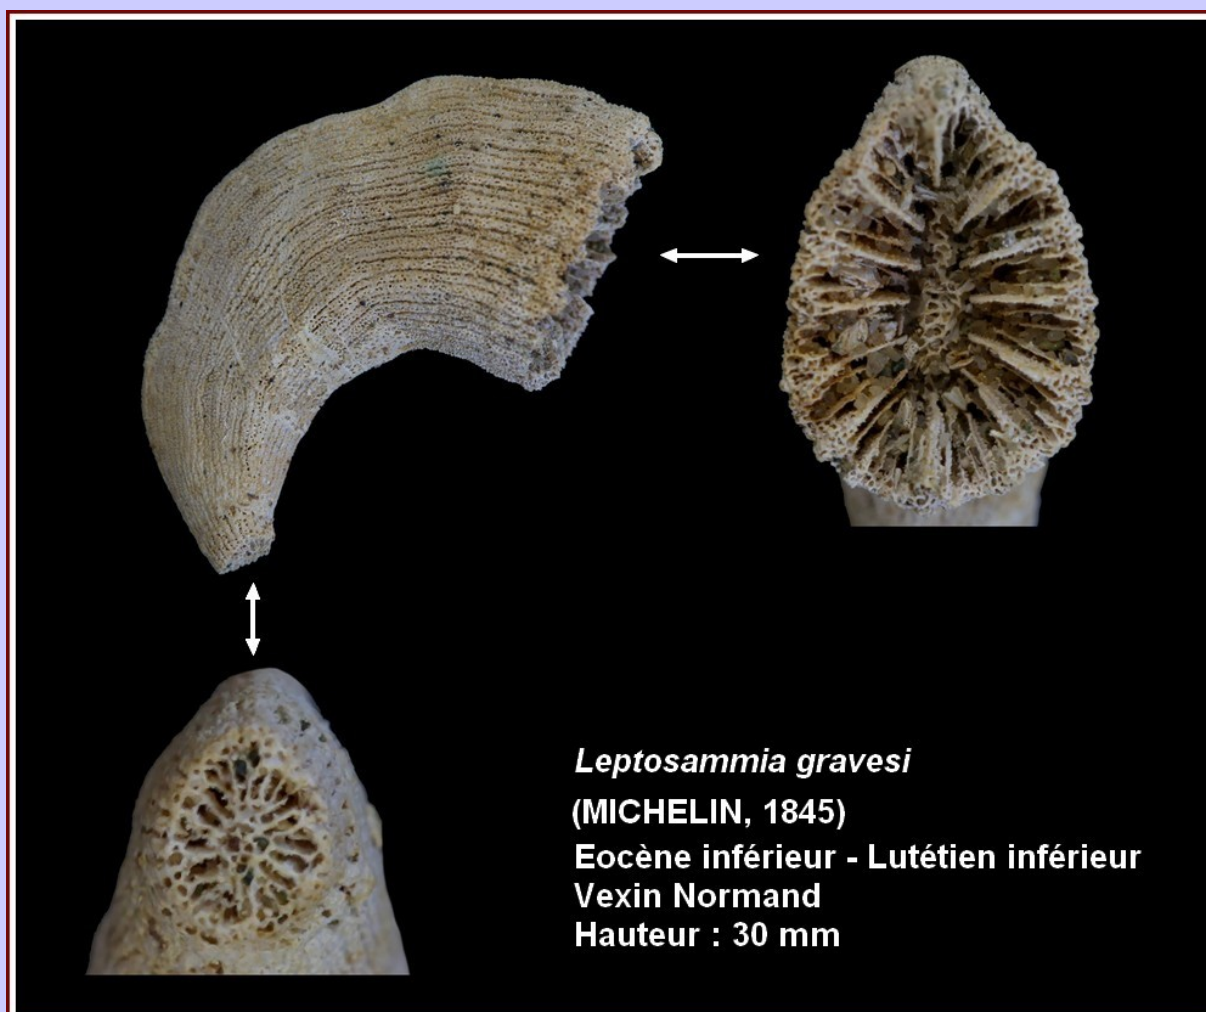 Leptosammia gravesi
(MICHELIN, 1845)
Eocène inférieur - Lutétien inférieur
Vexin Normand
Hauteur : 30 mm